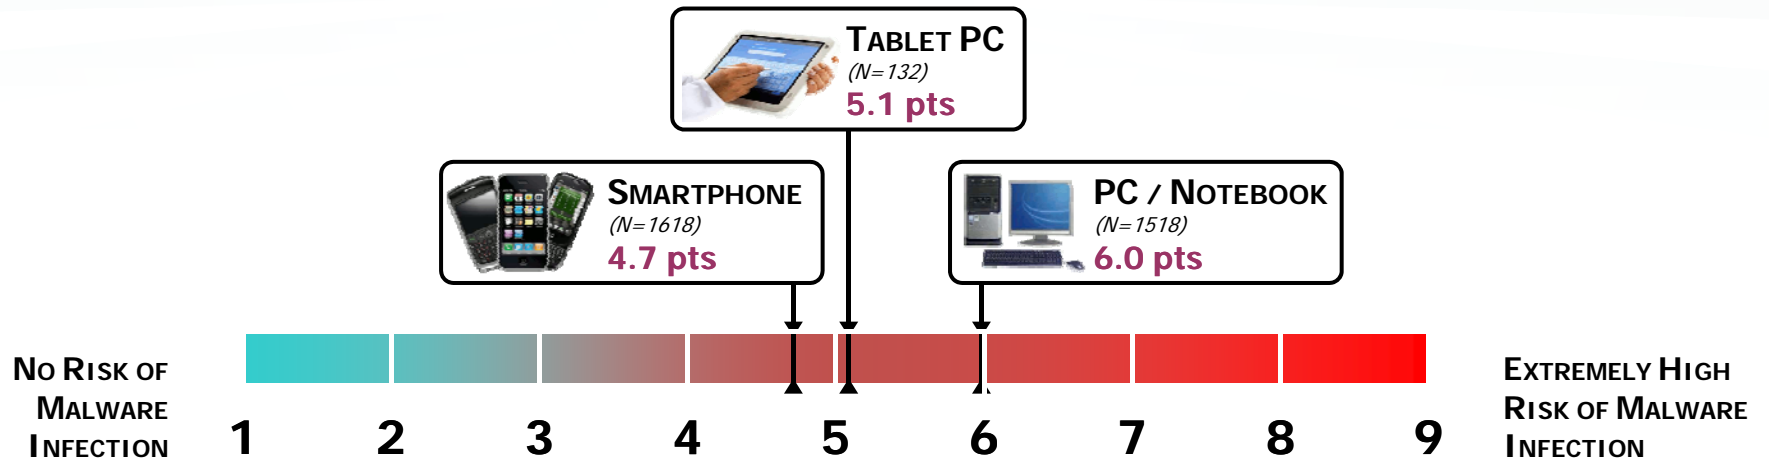 TABLET PC
(N=132)
5.1 pts
SMARTPHONE
(N=1618)
4.7 pts
PC / NOTEBOOK
(N=1518)
6.0 pts
NO RISK OF
MALWARE
INFECTION
1 2 3 4 5 6 7 8 9
EXTREMELY HIGH
RISK OF MALWARE
INFECTION